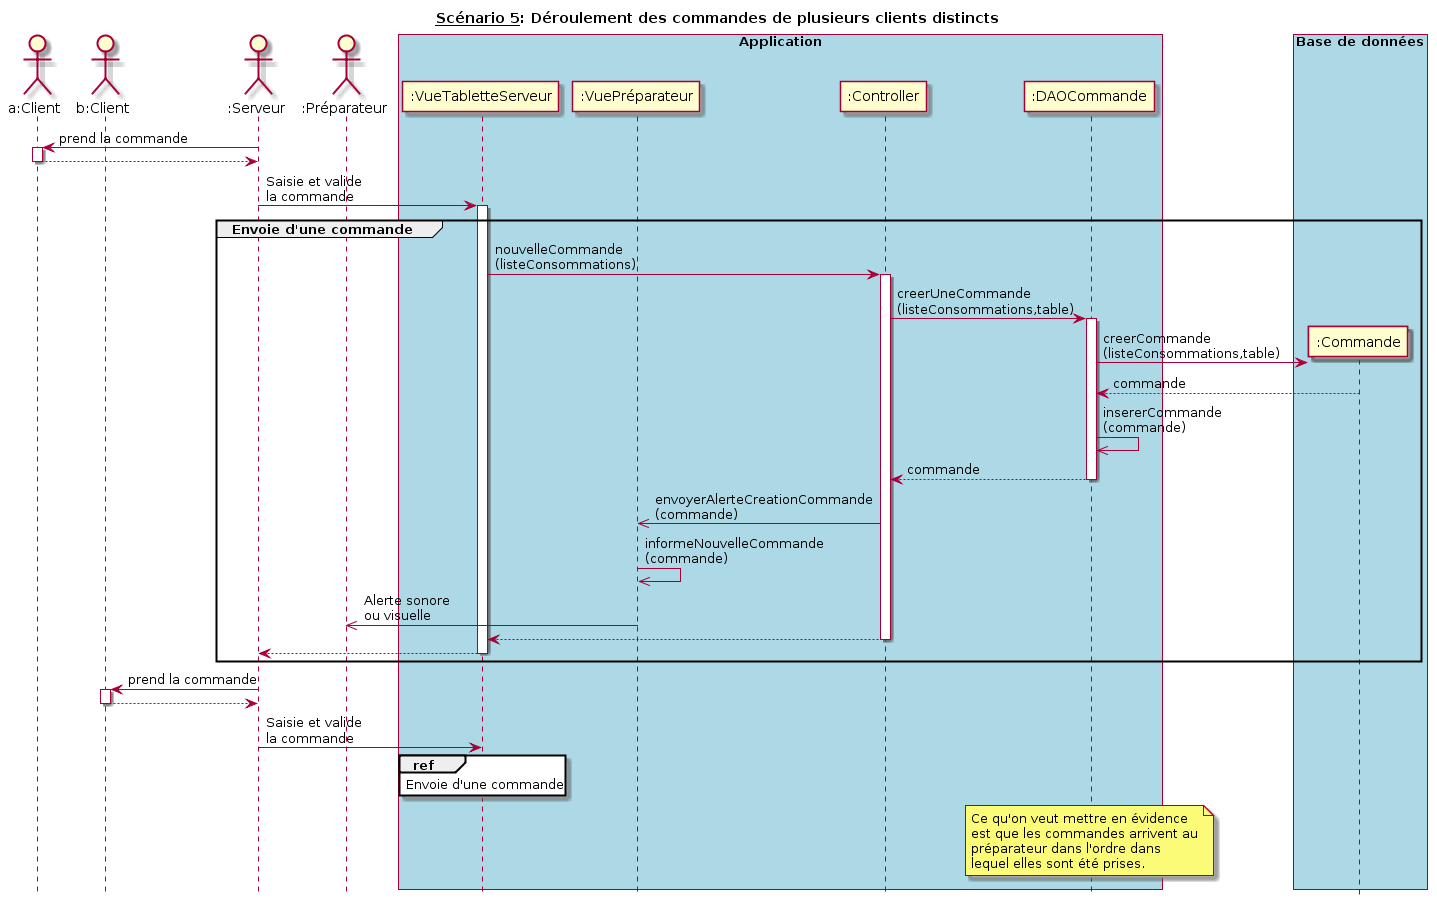 Scénario 5: Déroulement des commandes de plusieurs clients distincts
Application
Base de données
a:Client
b:Client
:Serveur
:Préparateur
:VueTabletteServeur
:VuePréparateur
:Controller
:DAOCommande
prend la commande
Saisie et valide
la commande
Envoie d'une commande
nouvelleCommande
(listeConsommations)
creerUneCommande
(listeConsommations,table)
creerCommande
(listeConsommations,table)
:Commande
commande
insererCommande
(commande)
commande
envoyerAlerteCreationCommande
(commande)
informeNouvelleCommande
(commande)
Alerte sonore
ou visuelle
prend la commande
Saisie et valide
la commande
ref
Envoie d'une commande
Ce qu'on veut mettre en évidence
est que les commandes arrivent au
préparateur dans l'ordre dans
lequel elles sont été prises.